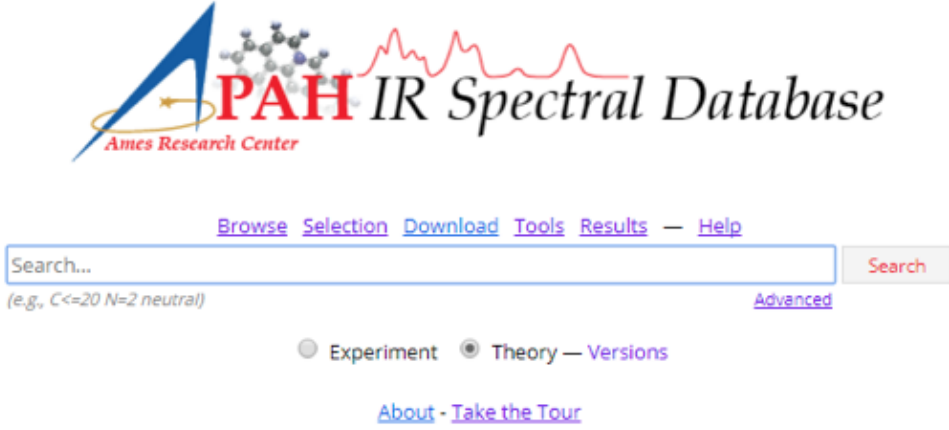 PAH IR Spectral Database
Ames Research Center
Browse Selection Download Tools Results — Help
Search... Search
(e.g., C<=20 N=2 neutral) Advanced
Experiment Theory — Versions
About - Take the Tour